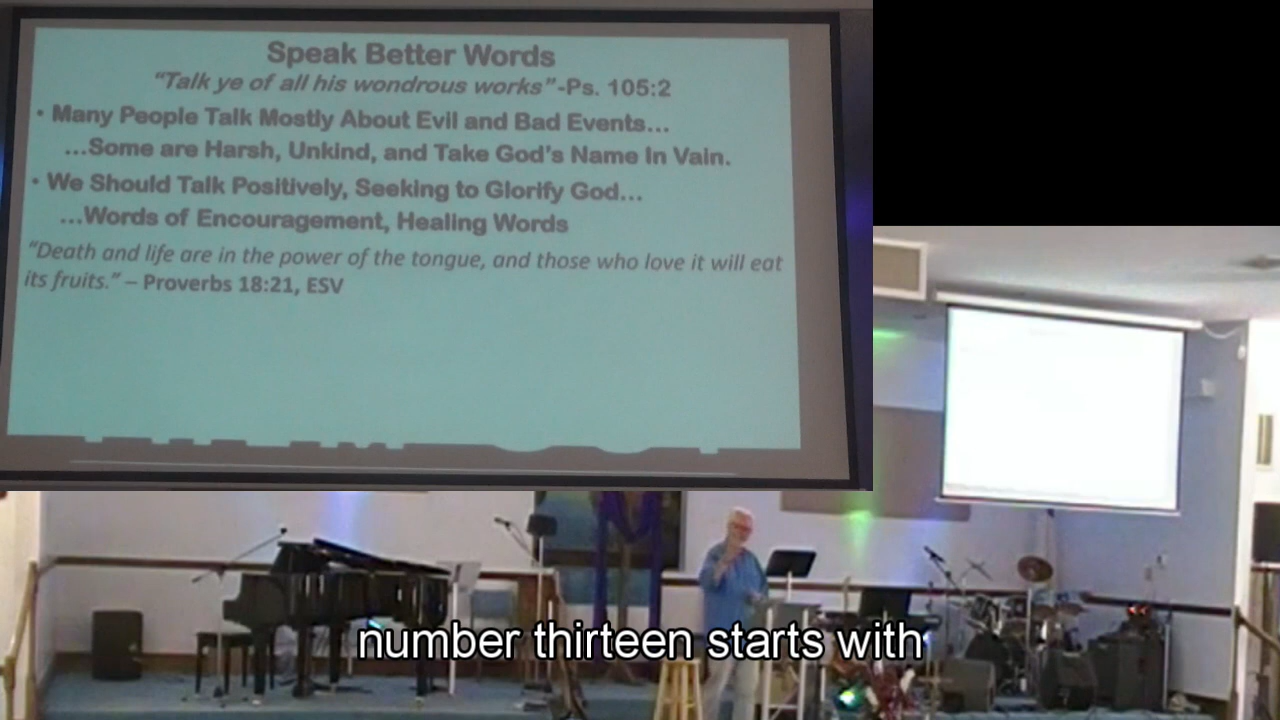 Speak Better Words
“Talk ye of all his wondrous works”-Ps. 105:2
• Many People Talk Mostly About Evil and Bad Events…
…Some are Harsh, Unkind, and Take God’s Name In Vain.
• We Should Talk Positively, Seeking to Glorify God…
…Words of Encouragement, Healing Words
“Death and life are in the power of the tongue, and those who love it will eat
its fruits.” – Proverbs 18:21, ESV
number thirteen starts with